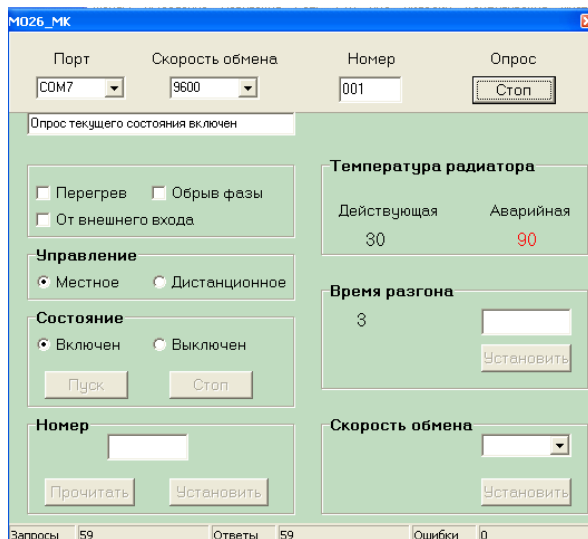 МО26_МК
Порт Скорость обмена Номер Опрос
COM7 9600 001 Стоп
Опрос текущего состояния включен
Перегрев Обрыв фазы
От внешнего входа
Температура радиатора
Действующая Аварийная
30 90
Управление
Местное Дистанционное
Время разгона
3
Установить
Состояние
Включен Выключен
Пуск Стоп
Номер
Прочитать Установить
Скорость обмена
Установить
Запросы 59 Ответы 59 Ошибки 0